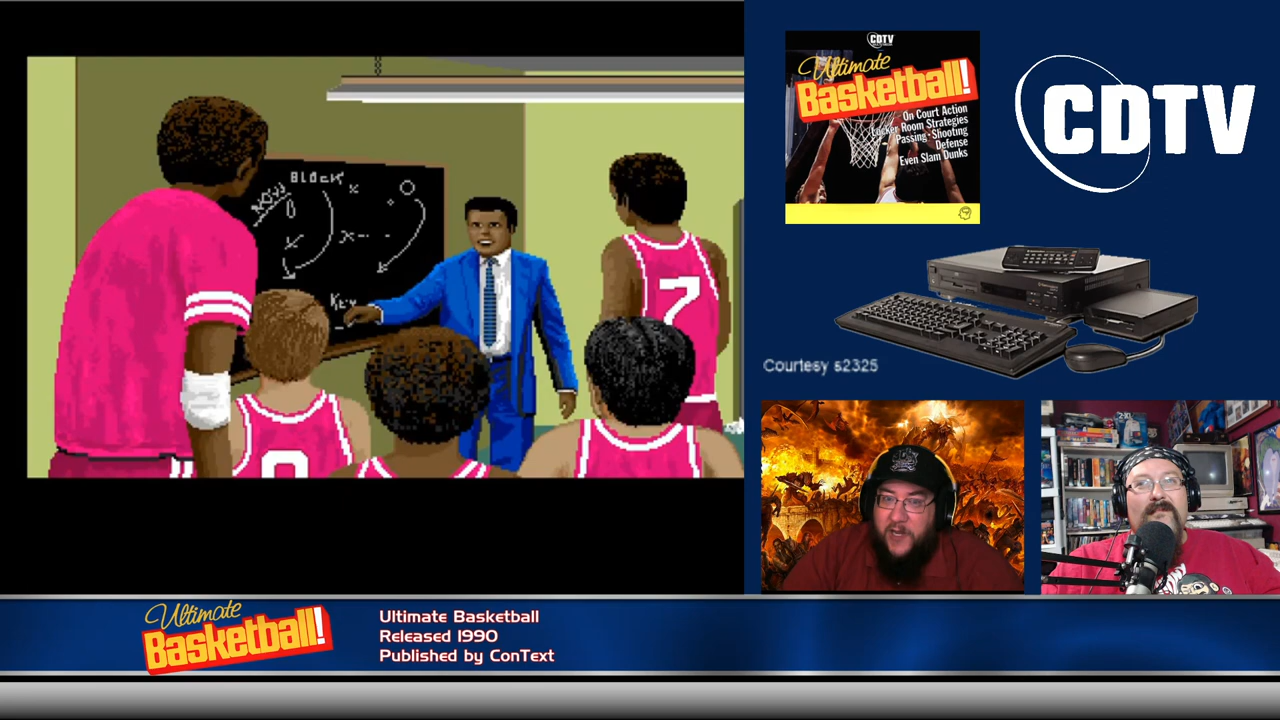 BLOCK
MOVE
KEY
7
CDTV
Ultimate
Basketball!
On Court Action
Locker Room Strategies
Passing • Shooting
Defense
Even Slam Dunks
CDTV
Courtesy s2325
Ultimate
Basketball!
Ultimate Basketball
Released 1990
Published by ConText